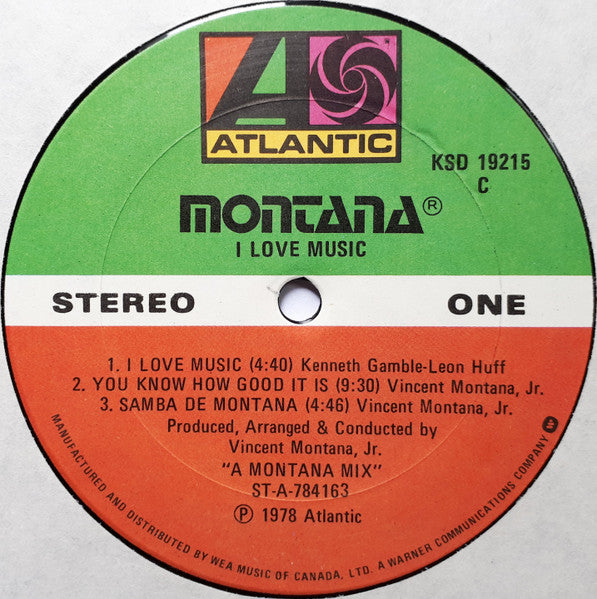 ATLANTIC
KSD 19215
C
montana®
I LOVE MUSIC
STEREO
ONE
1. I LOVE MUSIC (4:40) Kenneth Gamble-Leon Huff
2. YOU KNOW HOW GOOD IT IS (9:30) Vincent Montana, Jr.
3. SAMBA DE MONTANA (4:46) Vincent Montana, Jr.
Produced, Arranged & Conducted by
Vincent Montana, Jr.
"A MONTANA MIX"
ST-A-784163
℗ 1978 Atlantic
MANUFACTURED AND DISTRIBUTED BY WEA MUSIC OF CANADA, LTD. A WARNER COMMUNICATIONS COMPANY